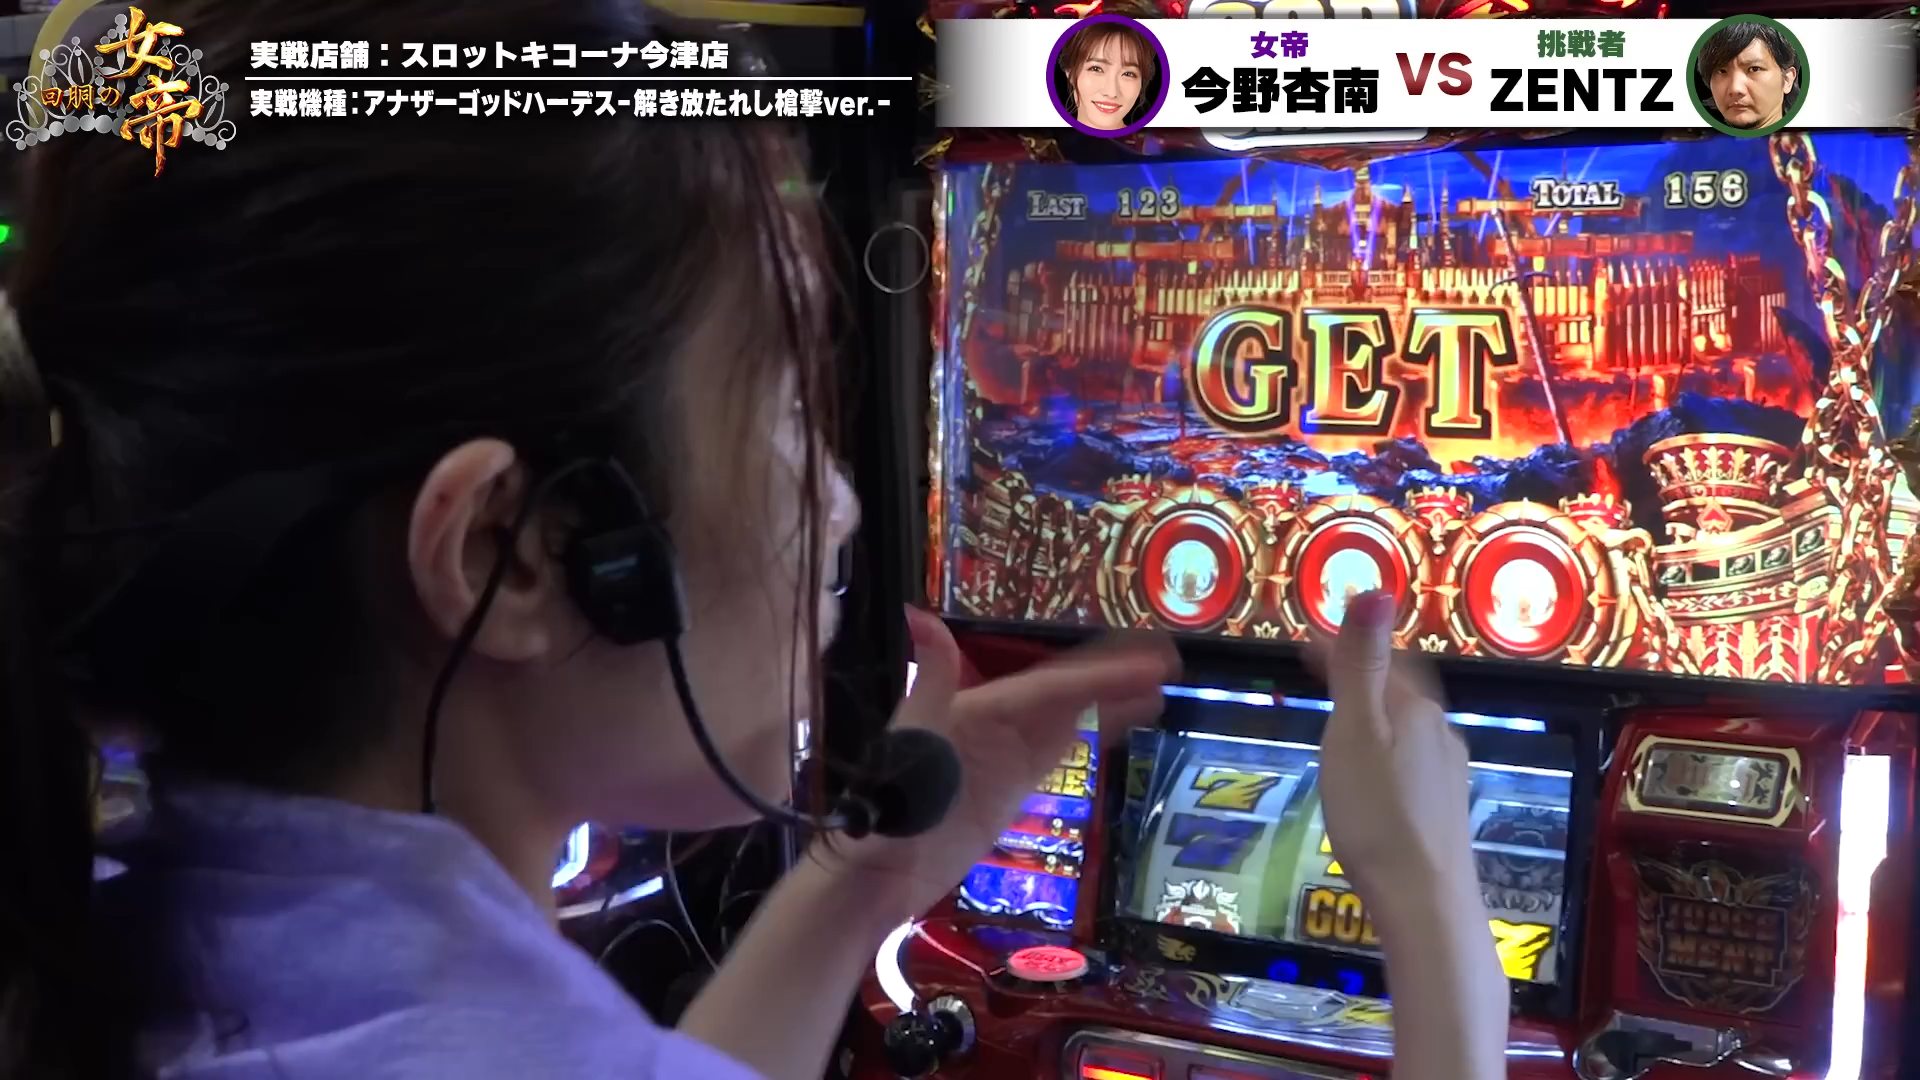 回胴の女帝
実戦店舗：スロットキコーナ今津店
実戦機種：アナザーゴッドハーデス-解き放たれし槍撃ver.-
女帝
今野杏南
VS
挑戦者
ZENTZ
LAST 123
TOTAL 156
GET
GOD
JUDGE
MENT